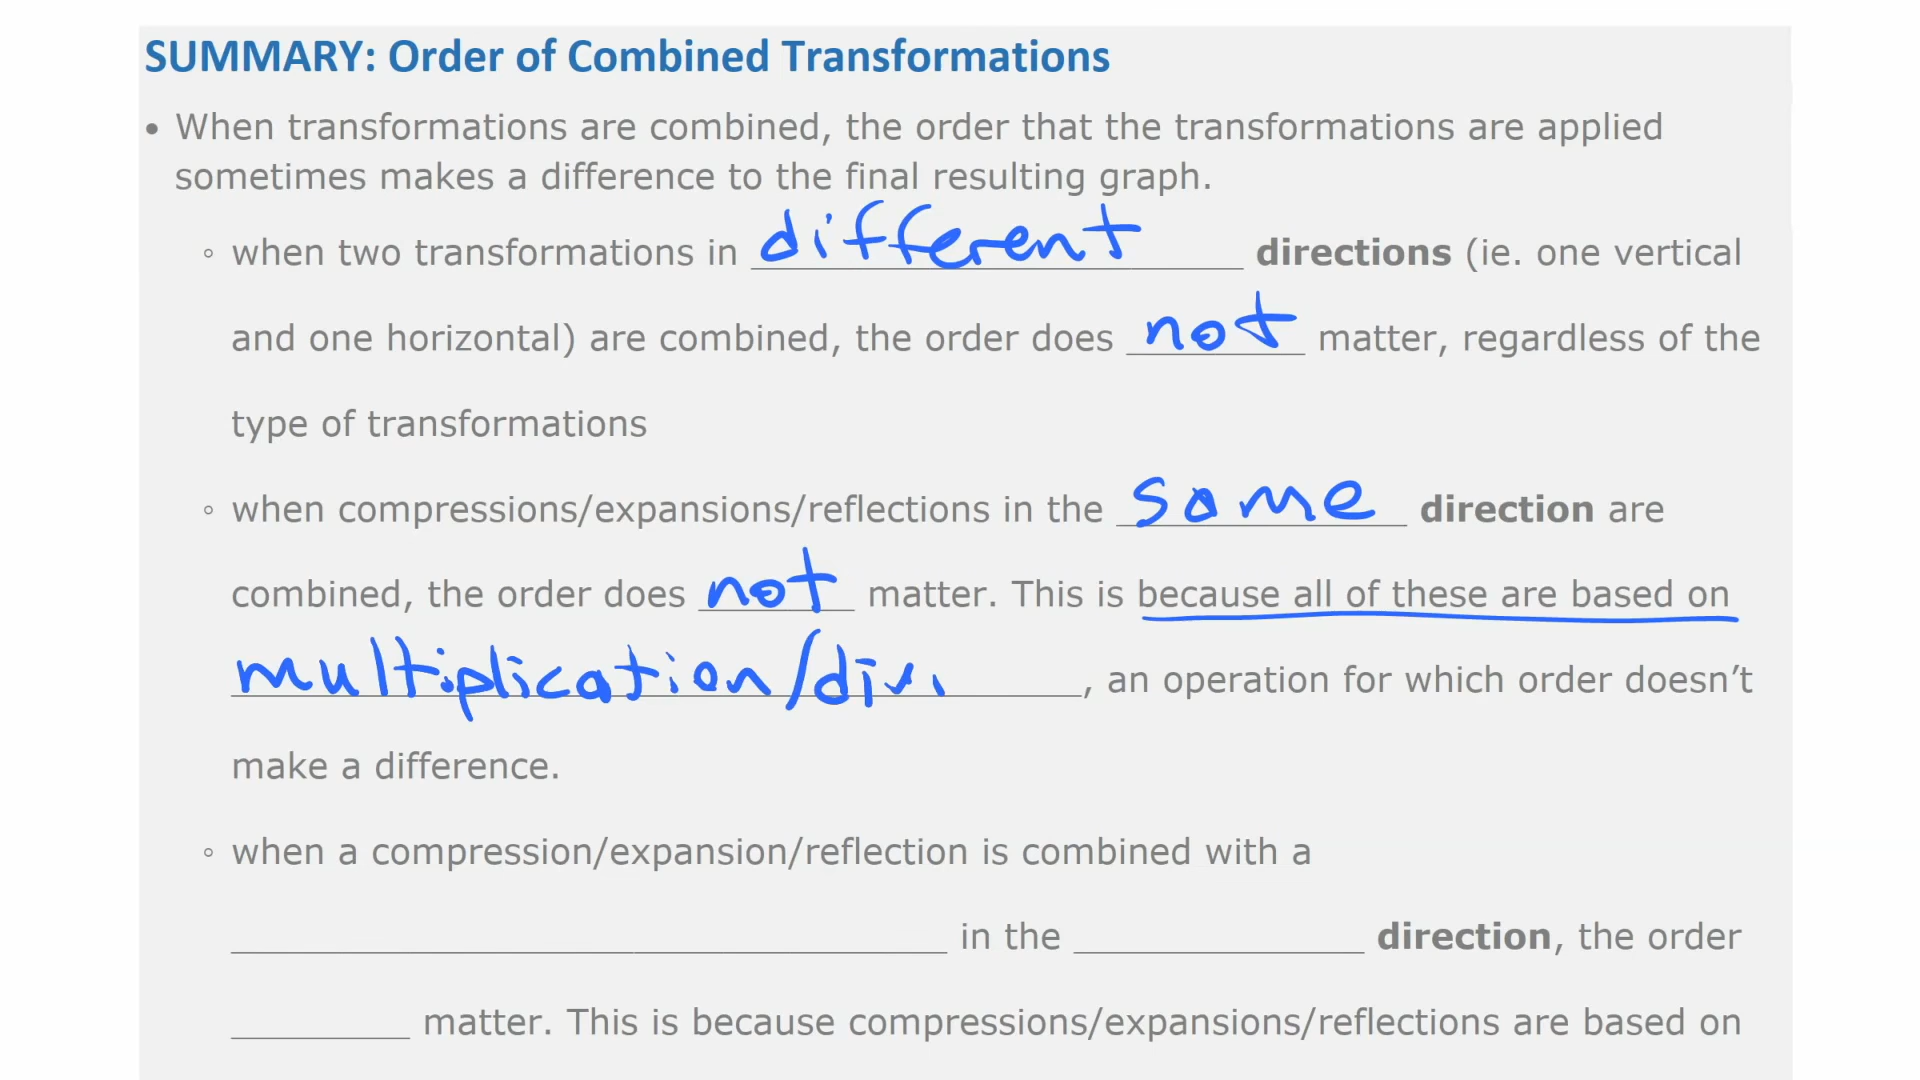 SUMMARY: Order of Combined Transformations
• When transformations are combined, the order that the transformations are applied
sometimes makes a difference to the final resulting graph.
◦ when two transformations in different directions (ie. one vertical
and one horizontal) are combined, the order does not matter, regardless of the
type of transformations
◦ when compressions/expansions/reflections in the same direction are
combined, the order does not matter. This is because all of these are based on
multiplication/divi, an operation for which order doesn’t
make a difference.
◦ when a compression/expansion/reflection is combined with a
____ in the ____ direction, the order
____ matter. This is because compressions/expansions/reflections are based on